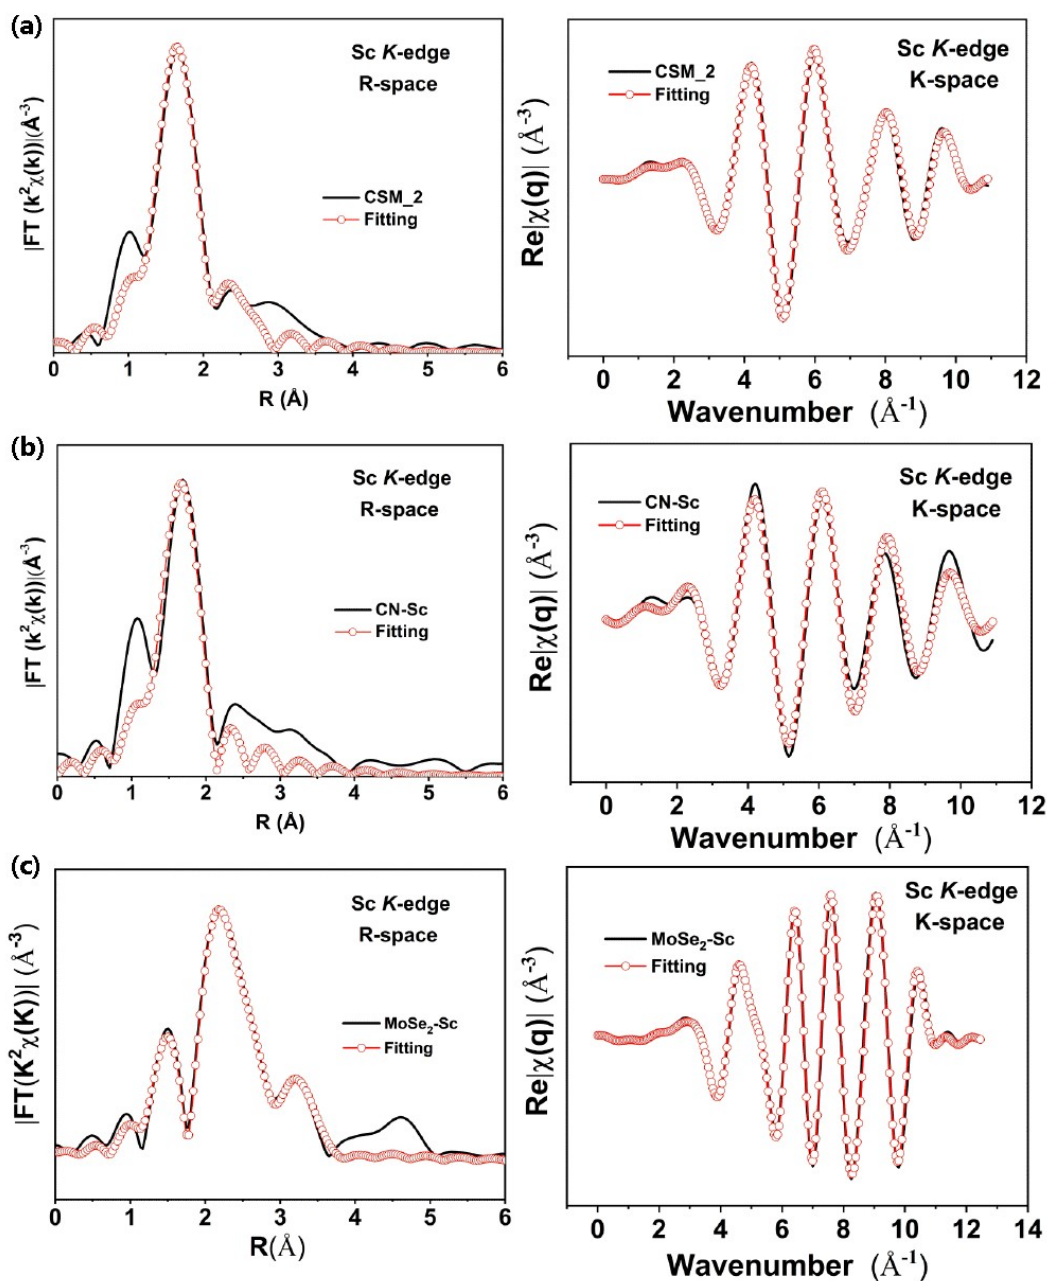 (a)
Sc K-edge
R-space
CSM_2
Fitting
|FT (k²χ(k))|(Å⁻³)
0 1 2 3 4 5 6
R (Å)
Sc K-edge
K-space
CSM_2
Fitting
Re|χ(q)| (Å⁻³)
0 2 4 6 8 10 12
Wavenumber (Å⁻¹)
(b)
Sc K-edge
R-space
CN-Sc
Fitting
|FT (k²χ(k))|(Å⁻³)
0 1 2 3 4 5 6
R (Å)
Sc K-edge
K-space
CN-Sc
Fitting
Re|χ(q)| (Å⁻³)
0 2 4 6 8 10 12
Wavenumber (Å⁻¹)
(c)
Sc K-edge
R-space
MoSe₂-Sc
Fitting
|FT(K²χ(K))| (Å⁻³)
0 1 2 3 4 5 6
R(Å)
Sc K-edge
K-space
MoSe₂-Sc
Fitting
Re|χ(q)| (Å⁻³)
0 2 4 6 8 10 12 14
Wavenumber (Å⁻¹)